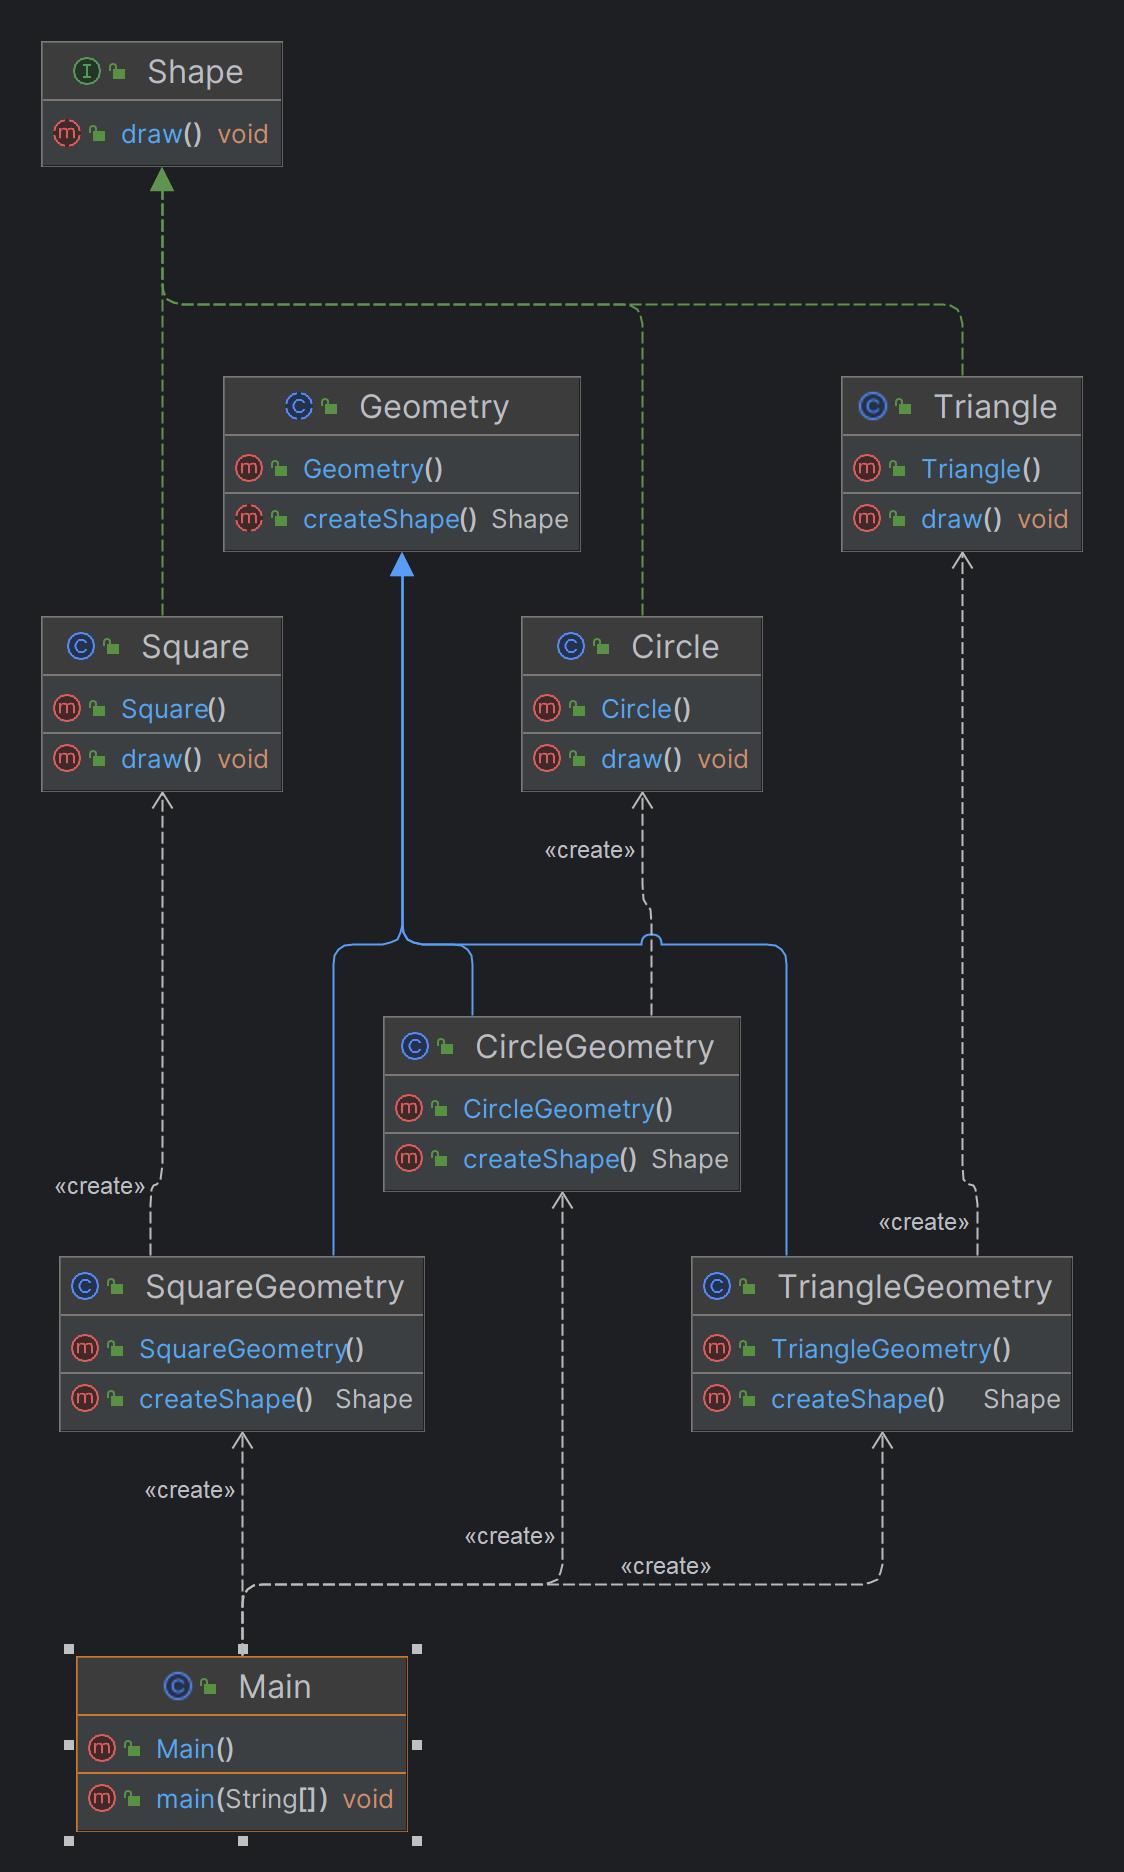 Shape
draw() void
Geometry
Geometry()
createShape() Shape
Triangle
Triangle()
draw() void
Square
Square()
draw() void
Circle
Circle()
draw() void
«create»
CircleGeometry
CircleGeometry()
createShape() Shape
«create»
«create»
SquareGeometry
SquareGeometry()
createShape() Shape
TriangleGeometry
TriangleGeometry()
createShape() Shape
«create»
«create»
«create»
Main
Main()
main(String[]) void